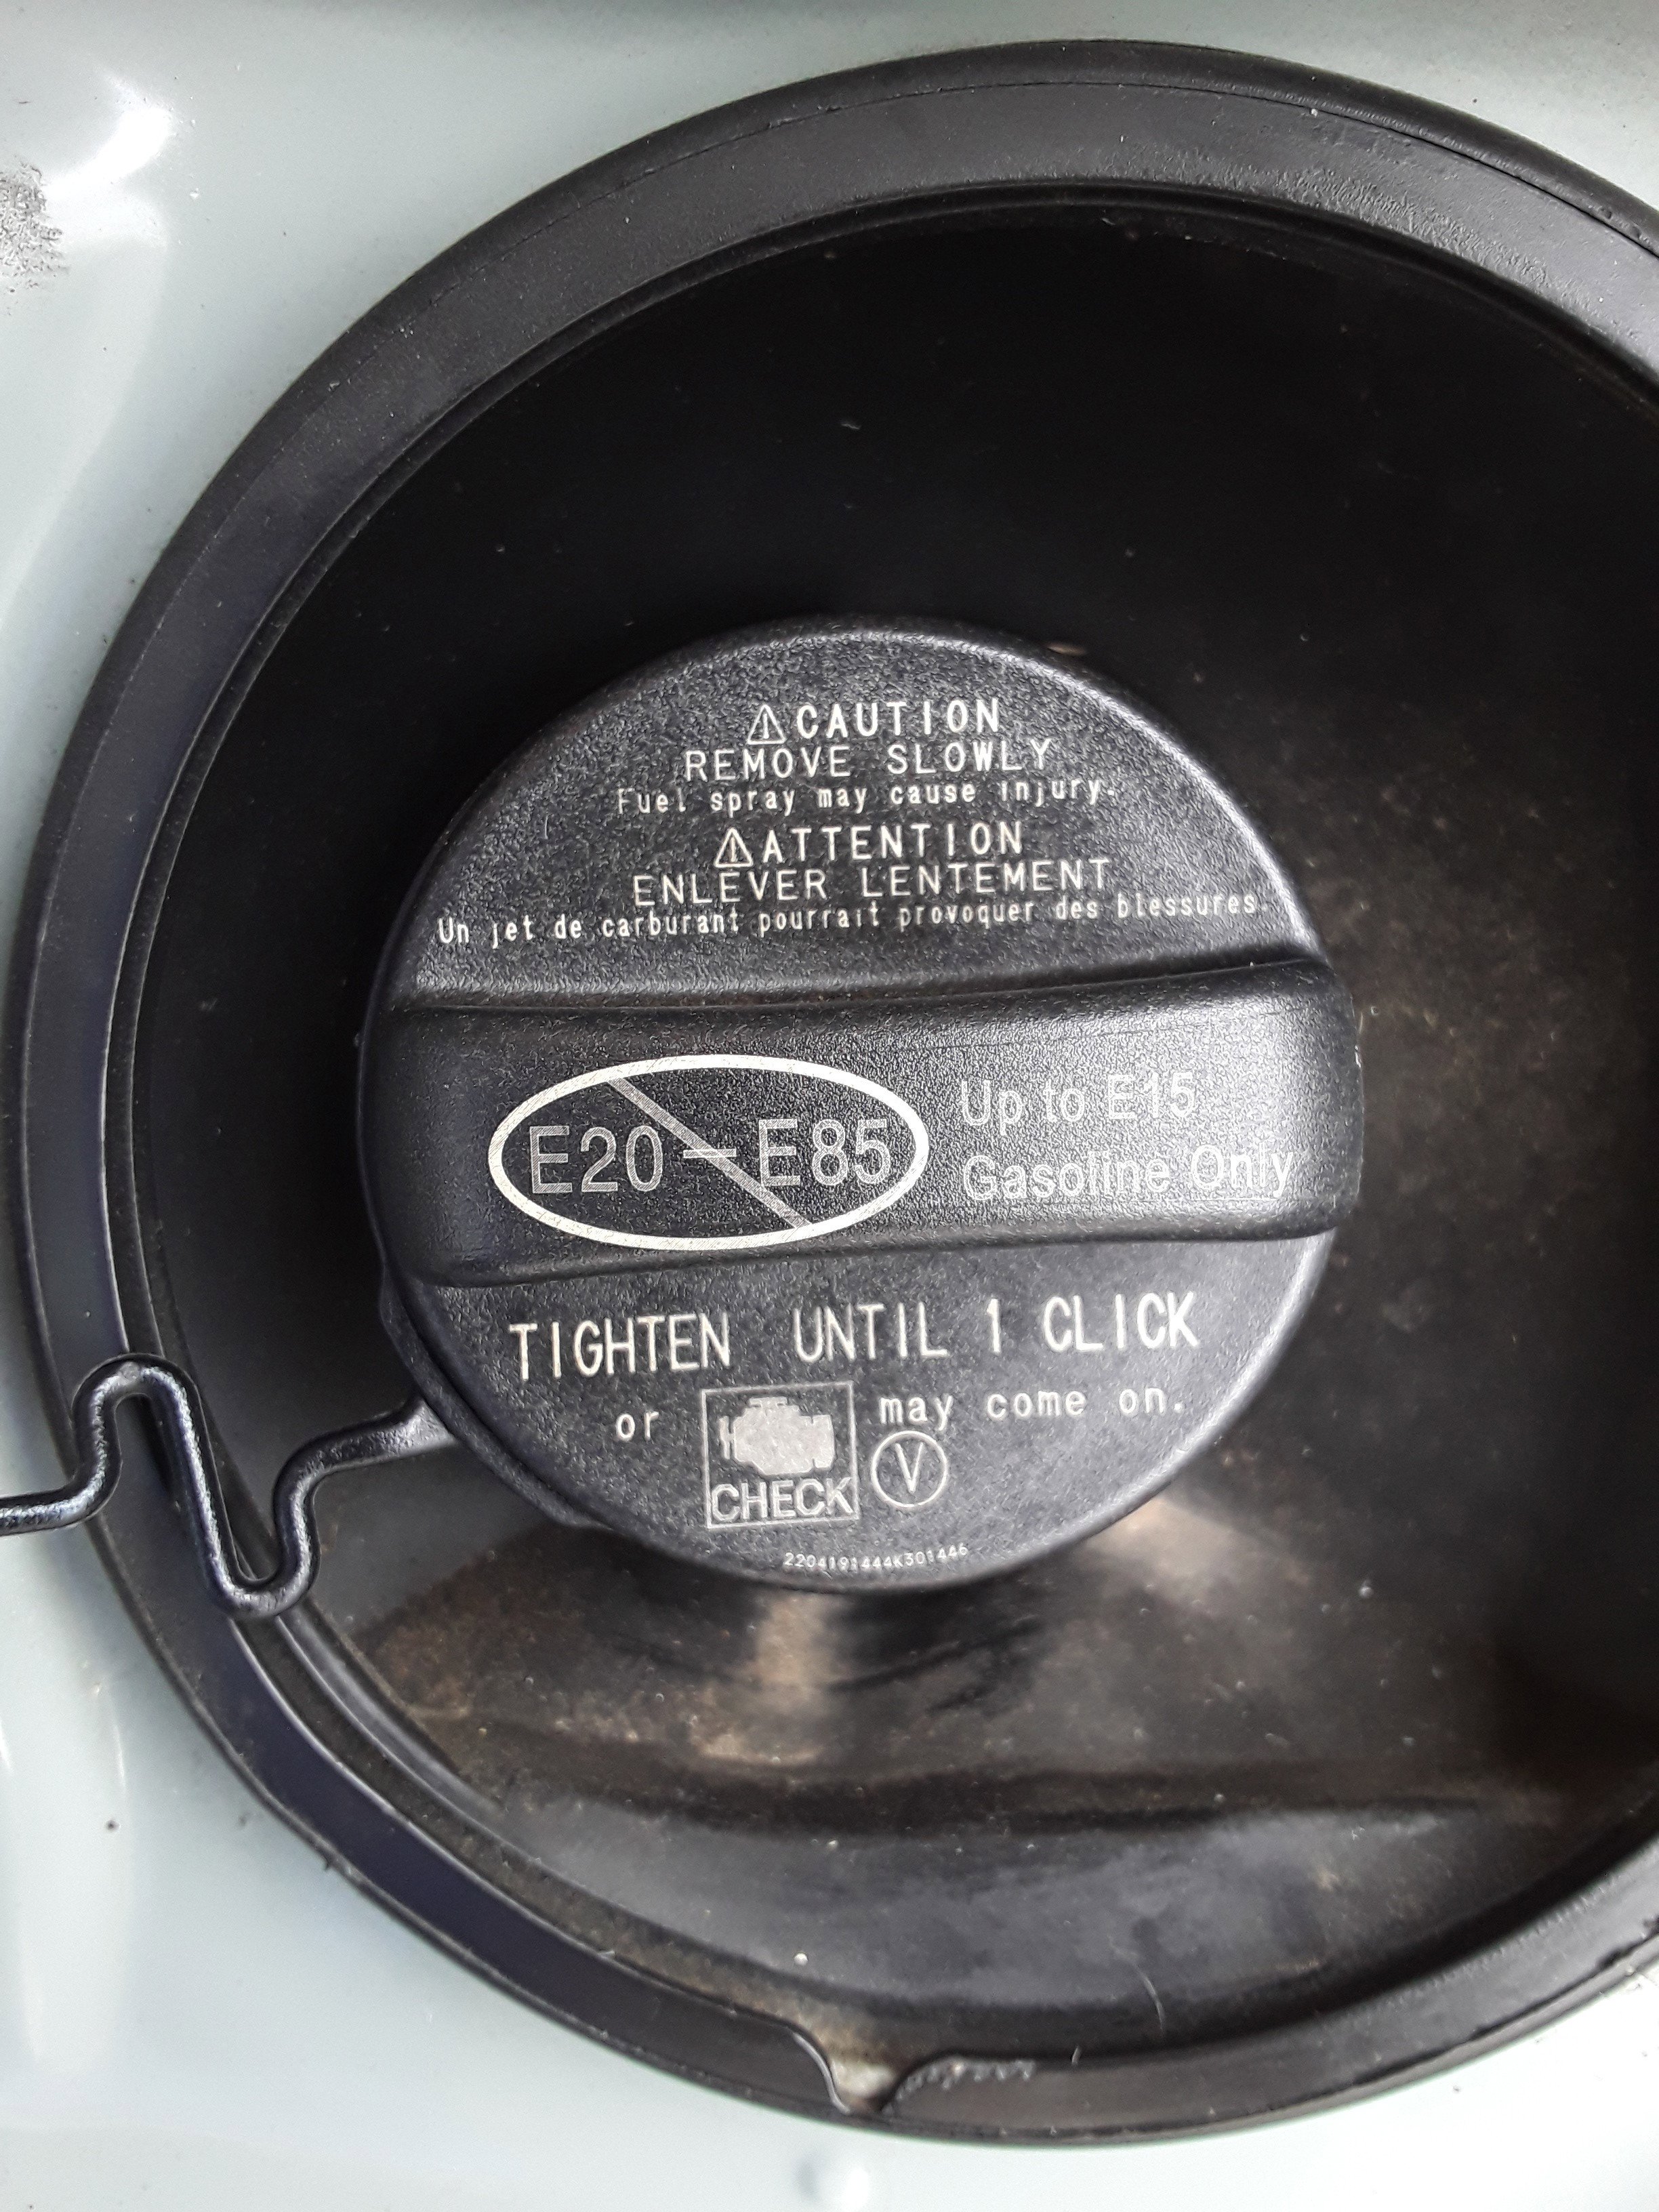 ⚠CAUTION
REMOVE SLOWLY
Fuel spray may cause injury.
⚠ATTENTION
ENLEVER LENTEMENT
Un jet de carburant pourrait provoquer des blessures.
E20-E85
Up to E15
Gasoline Only
TIGHTEN UNTIL 1 CLICK
or CHECK may come on.
V
2204191444K301446